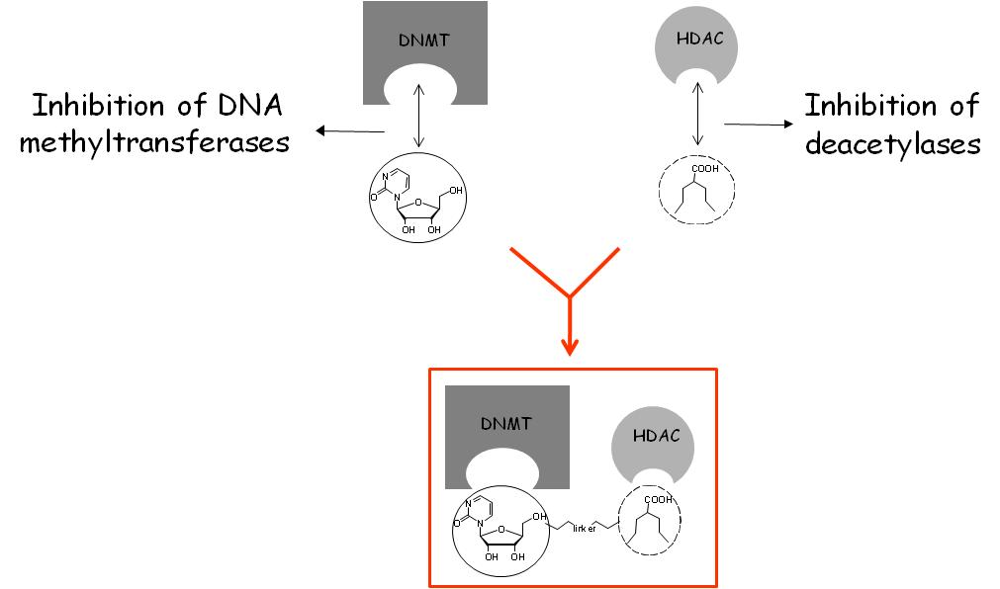 DNMT
HDAC
Inhibition of DNA
methyltransferases
Inhibition of
deacetylases
N
O
N
O
OH
OH
OH
COOH
DNMT
HDAC
N
O
N
O
OH
OH
OH
linker
COOH